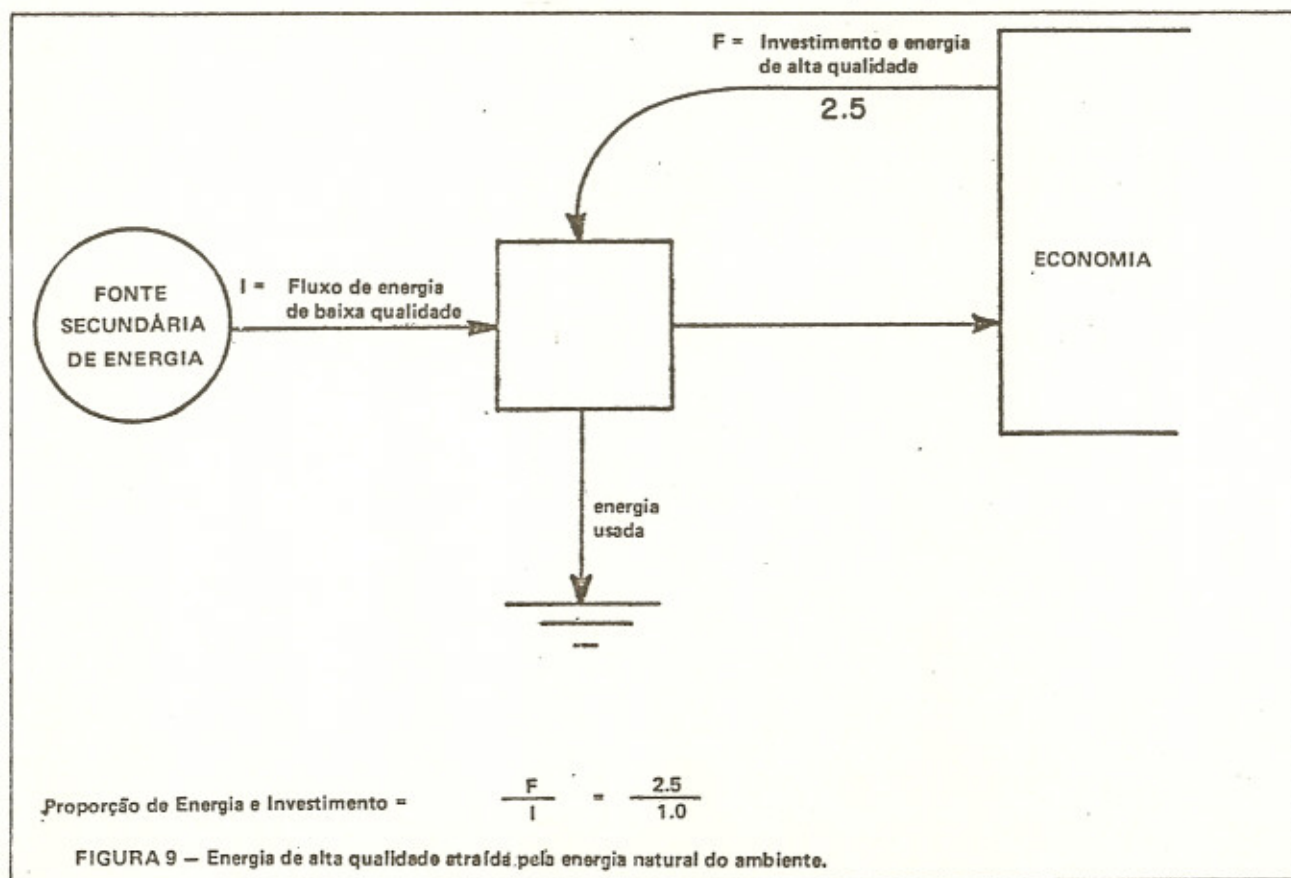 F = Investimento e energia
de alta qualidade
2.5
ECONOMIA
FONTE
SECUNDÁRIA
DE ENERGIA
I = Fluxo de energia
de baixa qualidade
energia
usada
Proporção de Energia e Investimento = F / I = 2.5 / 1.0
FIGURA 9 — Energia de alta qualidade atraída pela energia natural do ambiente.